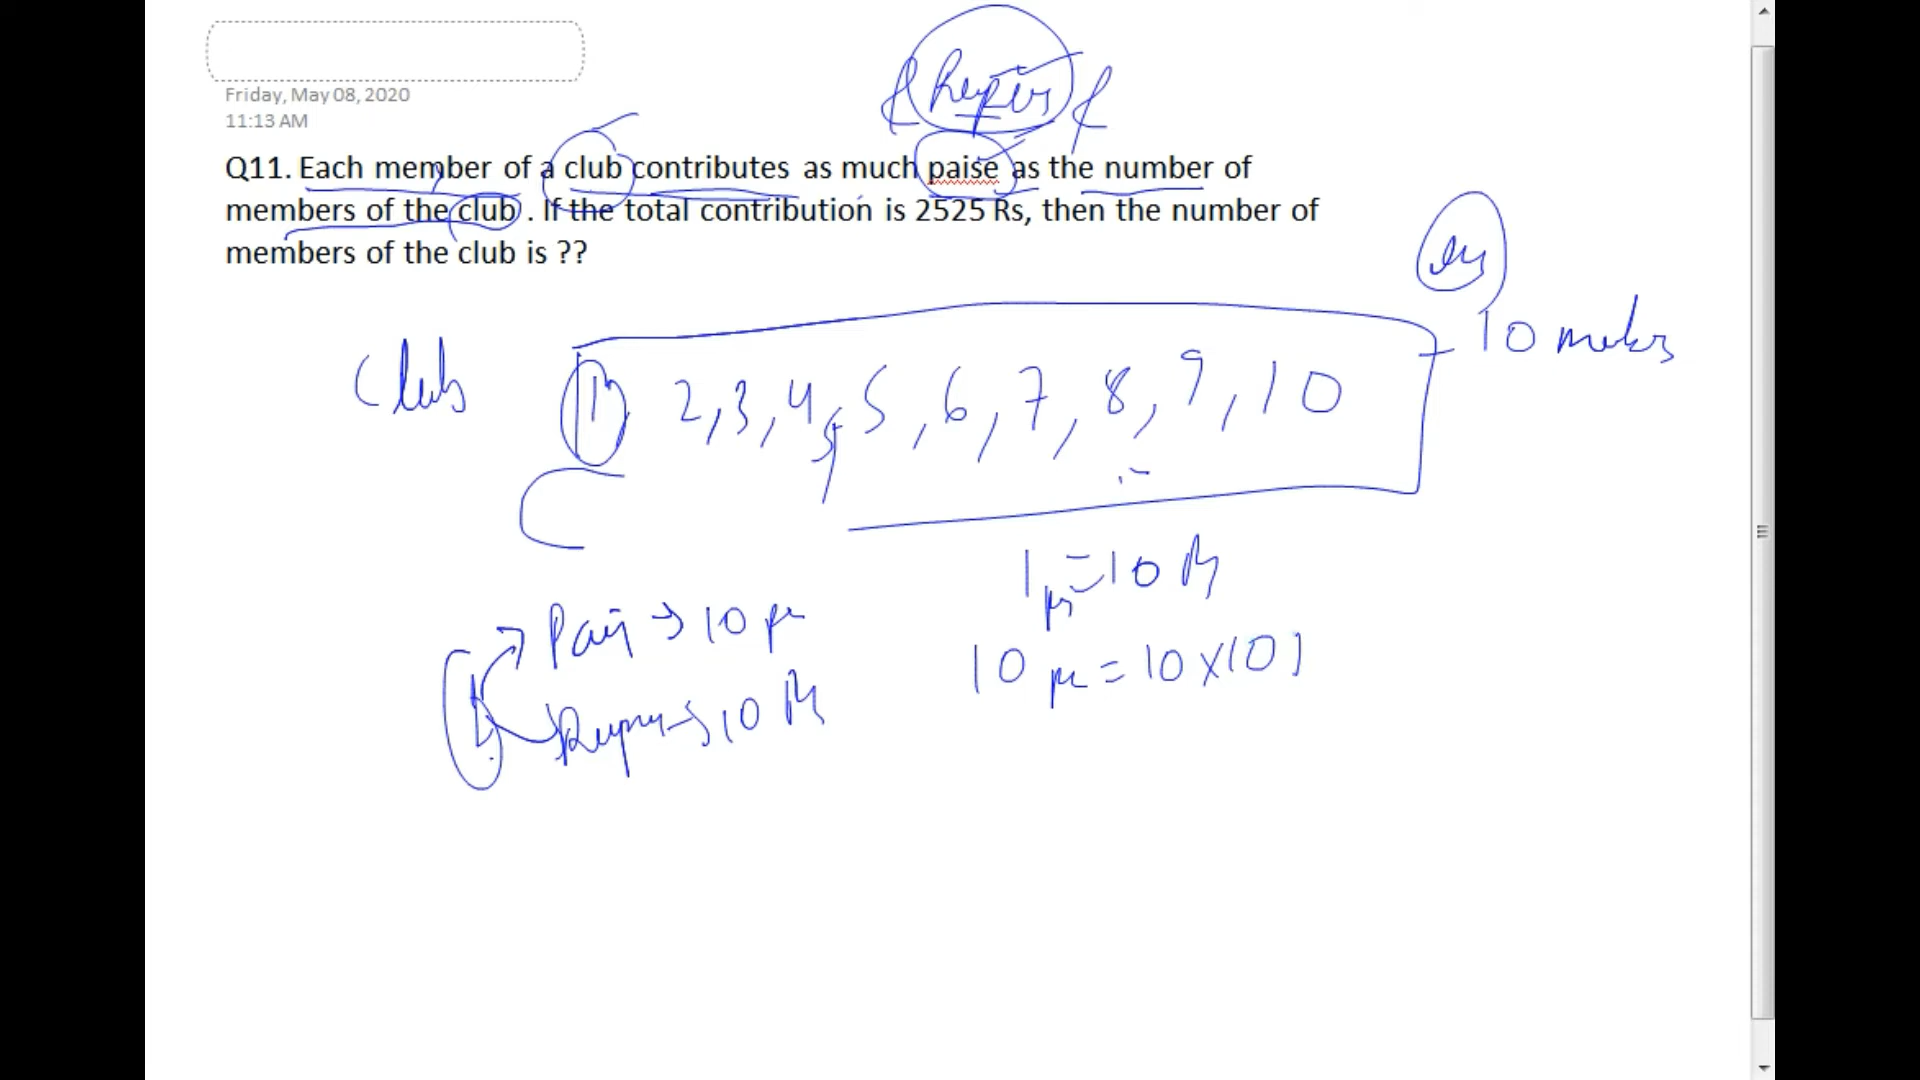 Rupees
Friday, May 08, 2020
11:13 AM
Q11. Each member of a club contributes as much paise as the number of
members of the club . If the total contribution is 2525 Rs, then the number of
members of the club is ??
10
Club 1 2,3,4,5,6,7,8,9,10
1 = 10
10 = 10 X 10
→ 10
→ 10